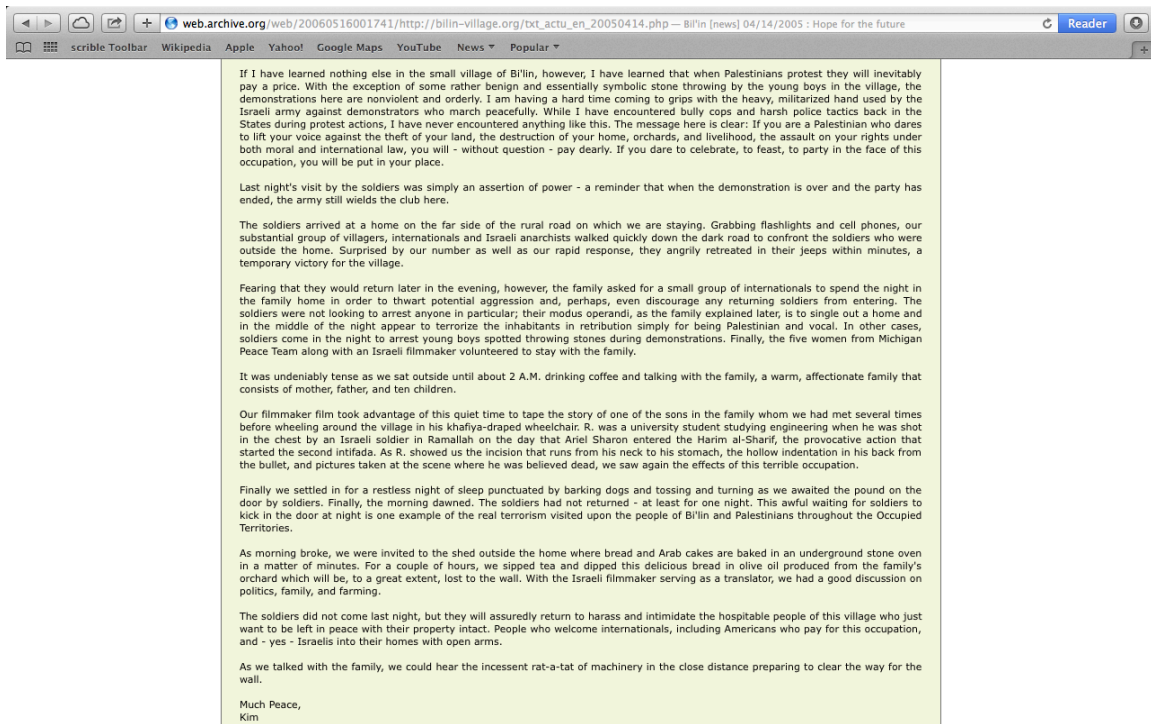 web.archive.org/web/20060516001741/http://bilin-village.org/txt_actu_en_20050414.php — Bil'in [news] 04/14/2005 : Hope for the future
Reader
scrible Toolbar Wikipedia Apple Yahoo! Google Maps YouTube News Popular
If I have learned nothing else in the small village of Bi'lin, however, I have learned that when Palestinians protest they will inevitably
pay a price. With the exception of some rather benign and essentially symbolic stone throwing by the young boys in the village, the
demonstrations here are nonviolent and orderly. I am having a hard time coming to grips with the heavy, militarized hand used by the
Israeli army against demonstrators who march peacefully. While I have encountered bully cops and harsh police tactics back in the
States during protest actions, I have never encountered anything like this. The message here is clear: If you are a Palestinian who dares
to lift your voice against the theft of your land, the destruction of your home, orchards, and livelihood, the assault on your rights under
both moral and international law, you will - without question - pay dearly. If you dare to celebrate, to feast, to party in the face of this
occupation, you will be put in your place.
Last night's visit by the soldiers was simply an assertion of power - a reminder that when the demonstration is over and the party has
ended, the army still wields the club here.
The soldiers arrived at a home on the far side of the rural road on which we are staying. Grabbing flashlights and cell phones, our
substantial group of villagers, internationals and Israeli anarchists walked quickly down the dark road to confront the soldiers who were
outside the home. Surprised by our number as well as our rapid response, they angrily retreated in their jeeps within minutes, a
temporary victory for the village.
Fearing that they would return later in the evening, however, the family asked for a small group of internationals to spend the night in
the family home in order to thwart potential aggression and, perhaps, even discourage any returning soldiers from entering. The
soldiers were not looking to arrest anyone in particular; their modus operandi, as the family explained later, is to single out a home and
in the middle of the night appear to terrorize the inhabitants in retribution simply for being Palestinian and vocal. In other cases,
soldiers come in the night to arrest young boys spotted throwing stones during demonstrations. Finally, the five women from Michigan
Peace Team along with an Israeli filmmaker volunteered to stay with the family.
It was undeniably tense as we sat outside until about 2 A.M. drinking coffee and talking with the family, a warm, affectionate family that
consists of mother, father, and ten children.
Our filmmaker film took advantage of this quiet time to tape the story of one of the sons in the family whom we had met several times
before wheeling around the village in his khafiya-draped wheelchair. R. was a university student studying engineering when he was shot
in the chest by an Israeli soldier in Ramallah on the day that Ariel Sharon entered the Harim al-Sharif, the provocative action that
started the second intifada. As R. showed us the incision that runs from his neck to his stomach, the hollow indentation in his back from
the bullet, and pictures taken at the scene where he was believed dead, we saw again the effects of this terrible occupation.
Finally we settled in for a restless night of sleep punctuated by barking dogs and tossing and turning as we awaited the pound on the
door by soldiers. Finally, the morning dawned. The soldiers had not returned - at least for one night. This awful waiting for soldiers to
kick in the door at night is one example of the real terrorism visited upon the people of Bi'lin and Palestinians throughout the Occupied
Territories.
As morning broke, we were invited to the shed outside the home where bread and Arab cakes are baked in an underground stone oven
in a matter of minutes. For a couple of hours, we sipped tea and dipped this delicious bread in olive oil produced from the family's
orchard which will be, to a great extent, lost to the wall. With the Israeli filmmaker serving as a translator, we had a good discussion on
politics, family, and farming.
The soldiers did not come last night, but they will assuredly return to harass and intimidate the hospitable people of this village who just
want to be left in peace with their property intact. People who welcome internationals, including Americans who pay for this occupation,
and - yes - Israelis into their homes with open arms.
As we talked with the family, we could hear the incessent rat-a-tat of machinery in the close distance preparing to clear the way for the
wall.
Much Peace,
Kim